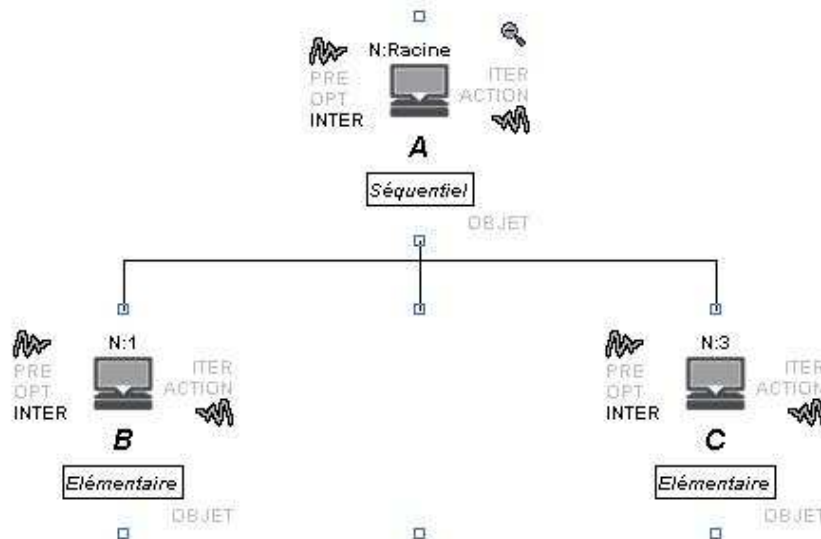 N:Racine
PRE
OPT
INTER
ITER
ACTION
A
Séquentiel
OBJET
N:1
PRE
OPT
INTER
ITER
ACTION
B
Elémentaire
OBJET
N:3
PRE
OPT
INTER
ITER
ACTION
C
Elémentaire
OBJET